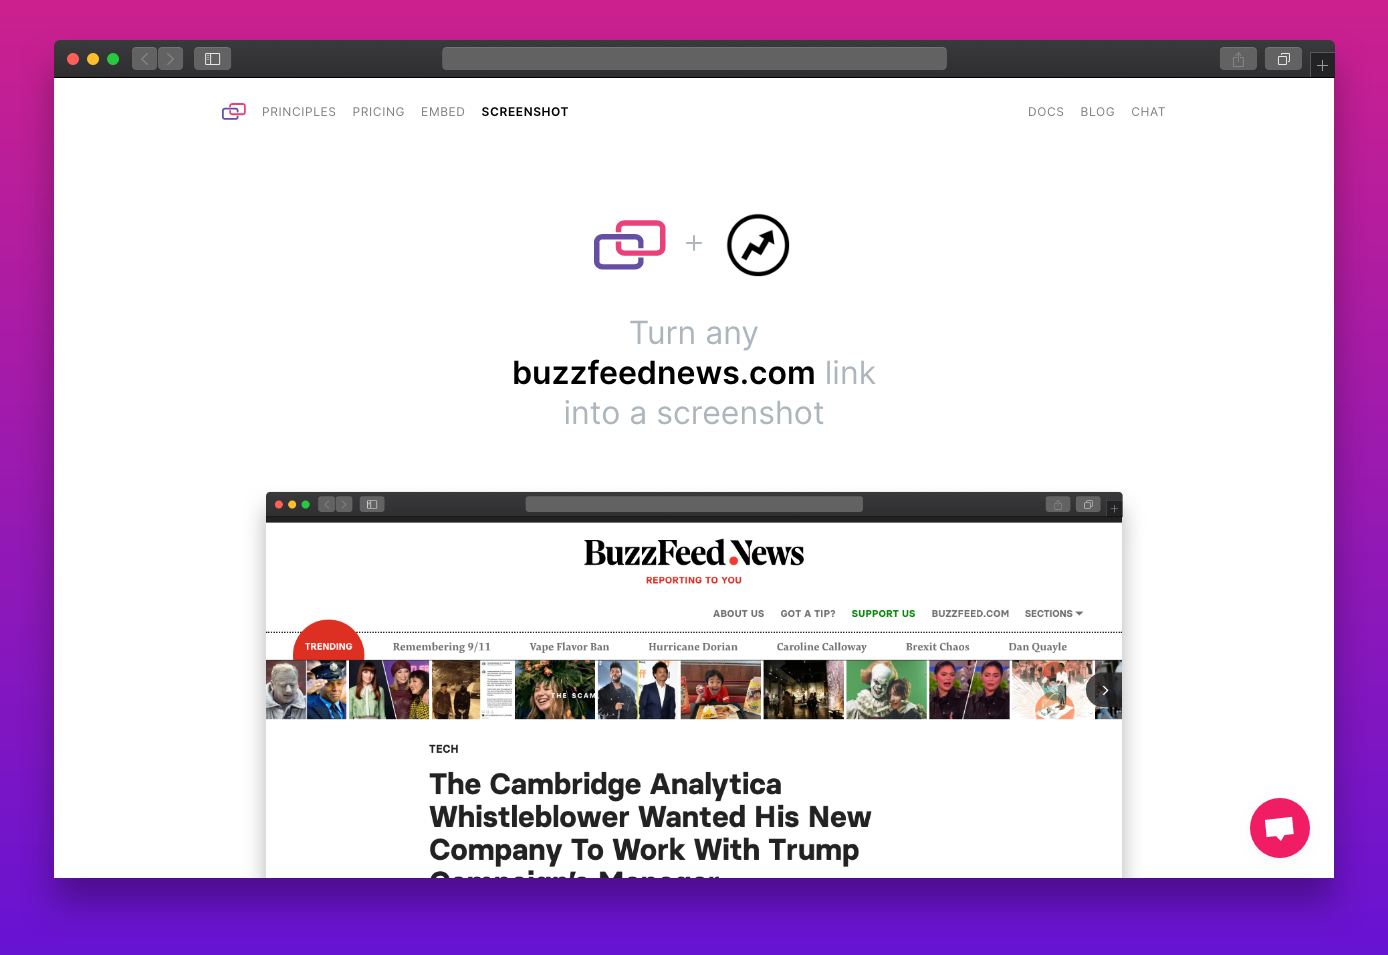 PRINCIPLES PRICING EMBED SCREENSHOT DOCS BLOG CHAT
+
Turn any
buzzfeednews.com link
into a screenshot
BuzzFeed News
REPORTING TO YOU
ABOUT US GOT A TIP? SUPPORT US BUZZFEED.COM SECTIONS
TRENDING Remembering 9/11 Vape Flavor Ban Hurricane Dorian Caroline Calloway Brexit Chaos Dan Quayle
THE SCAM
TECH
The Cambridge Analytica
Whistleblower Wanted His New
Company To Work With Trump
Campaign's Manager